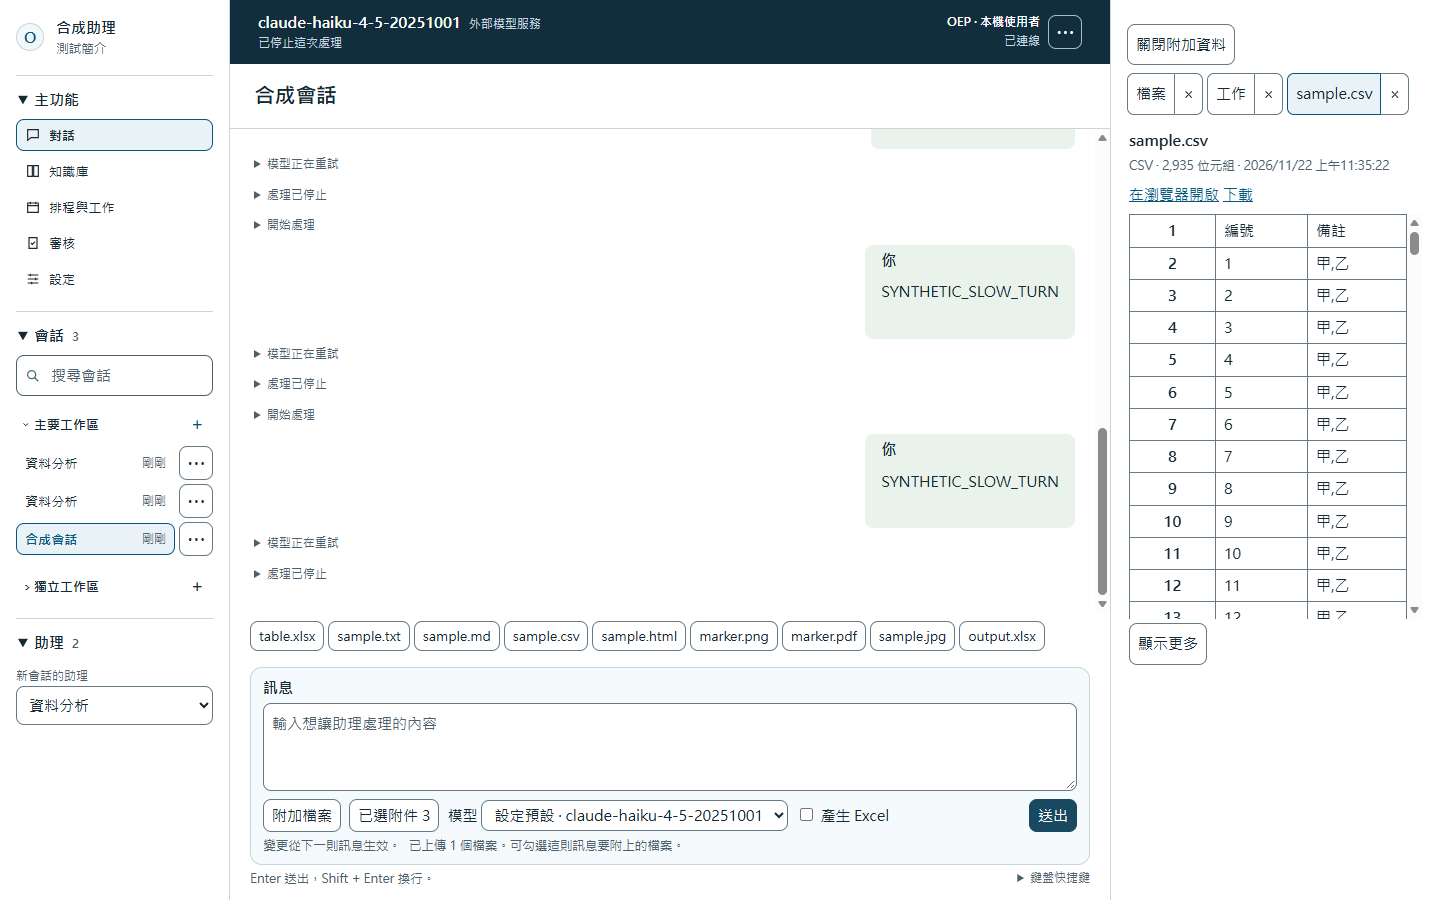 O
合成助理
測試簡介
▼ 主功能
對話
知識庫
排程與工作
審核
設定
▼ 會話 3
搜尋會話
主要工作區 +
資料分析 剛剛 ···
資料分析 剛剛 ···
合成會話 剛剛 ···
獨立工作區 +
▼ 助理 2
新會話的助理
資料分析
claude-haiku-4-5-20251001 外部模型服務
已停止這次處理
OEP · 本機使用者
已連線
···
合成會話
▶ 模型正在重試
▶ 處理已停止
▶ 開始處理
你
SYNTHETIC_SLOW_TURN
▶ 模型正在重試
▶ 處理已停止
▶ 開始處理
你
SYNTHETIC_SLOW_TURN
▶ 模型正在重試
▶ 處理已停止
table.xlsx sample.txt sample.md sample.csv sample.html marker.png marker.pdf sample.jpg output.xlsx
訊息
輸入想讓助理處理的內容
附加檔案 已選附件 3 模型 設定預設 · claude-haiku-4-5-20251001 產生 Excel 送出
變更從下一則訊息生效。 已上傳 1 個檔案。可勾選這則訊息要附上的檔案。
Enter 送出，Shift + Enter 換行。
▶ 鍵盤快捷鍵
關閉附加資料
檔案 × 工作 × sample.csv ×
sample.csv
CSV · 2,935 位元組 · 2026/11/22 上午11:35:22
在瀏覽器開啟 下載
1 編號 備註
2 1 甲,乙
3 2 甲,乙
4 3 甲,乙
5 4 甲,乙
6 5 甲,乙
7 6 甲,乙
8 7 甲,乙
9 8 甲,乙
10 9 甲,乙
11 10 甲,乙
12 11 甲,乙
13 12 甲,乙
顯示更多